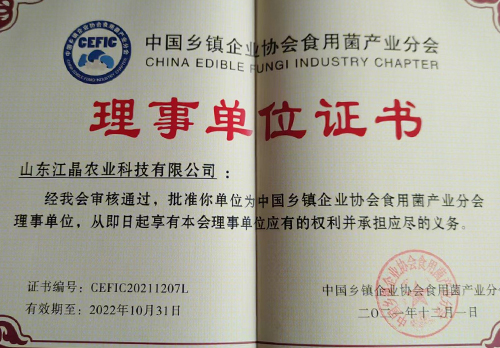 CEFIC
中国乡镇企业协会食用菌产业分会
CHINA EDIBLE FUNGI INDUSTRY CHAPTER
理事单位证书
山东江晶农业科技有限公司：
经我会审核通过，批准你单位为中国乡镇企业协会食用菌产业分会
理事单位，从即日起享有本会理事单位应有的权利并承担应尽的义务。
证书编号：CEFIC20211207L
有效期至：2022年10月31日
中国乡镇企业协会食用菌产业分
二〇二一年十二月一日